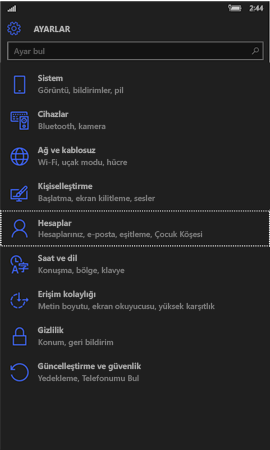 2:44
AYARLAR
Ayar bul
Sistem
Görüntü, bildirimler, pil
Cihazlar
Bluetooth, kamera
Ağ ve kablosuz
Wi-Fi, uçak modu, hücre
Kişiselleştirme
Başlatma, ekran kilitleme, sesler
Hesaplar
Hesaplarınız, e-posta, eşitleme, Çocuk Köşesi
Saat ve dil
Konuşma, bölge, klavye
Erişim kolaylığı
Metin boyutu, ekran okuyucusu, yüksek karşıtlık
Gizlilik
Konum, geri bildirim
Güncelleştirme ve güvenlik
Yedekleme, Telefonumu Bul